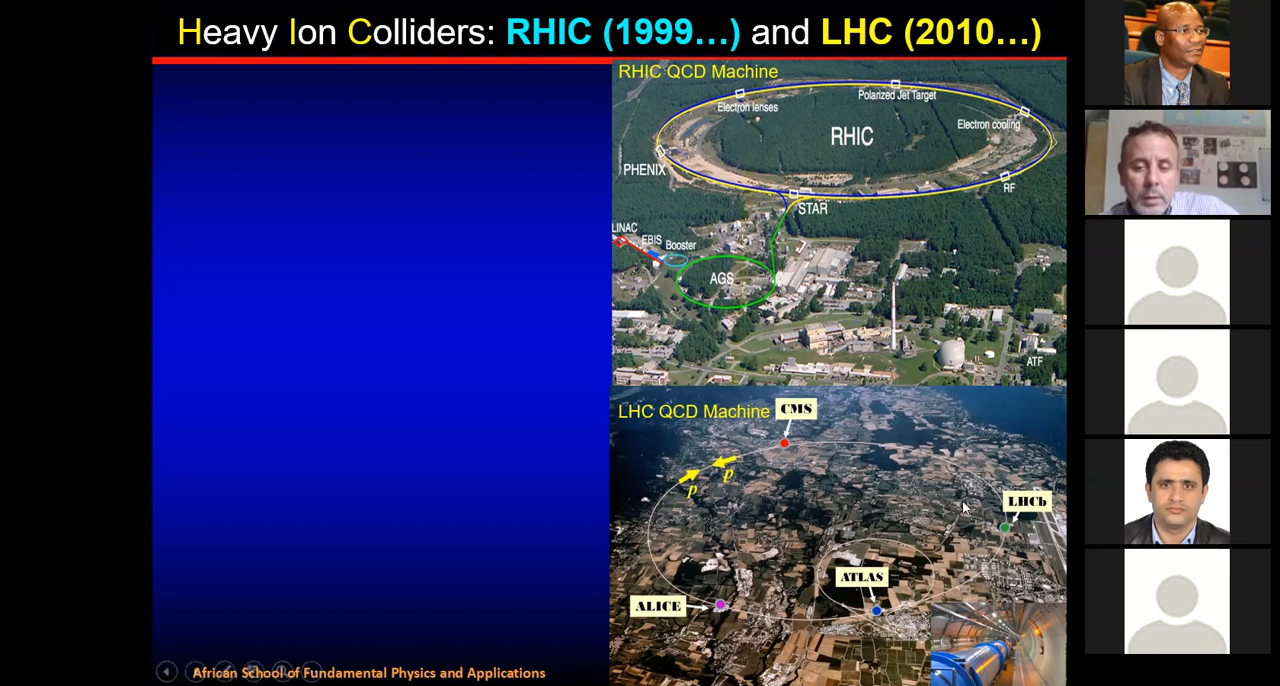 Heavy Ion Colliders: RHIC (1999…) and LHC (2010…)
RHIC QCD Machine
Electron lenses
Polarized Jet Target
Electron cooling
RHIC
PHENIX
RF
STAR
LINAC
EBIS
Booster
AGS
ATF
LHC QCD Machine
CMS
p
p
LHCb
ATLAS
ALICE
African School of Fundamental Physics and Applications